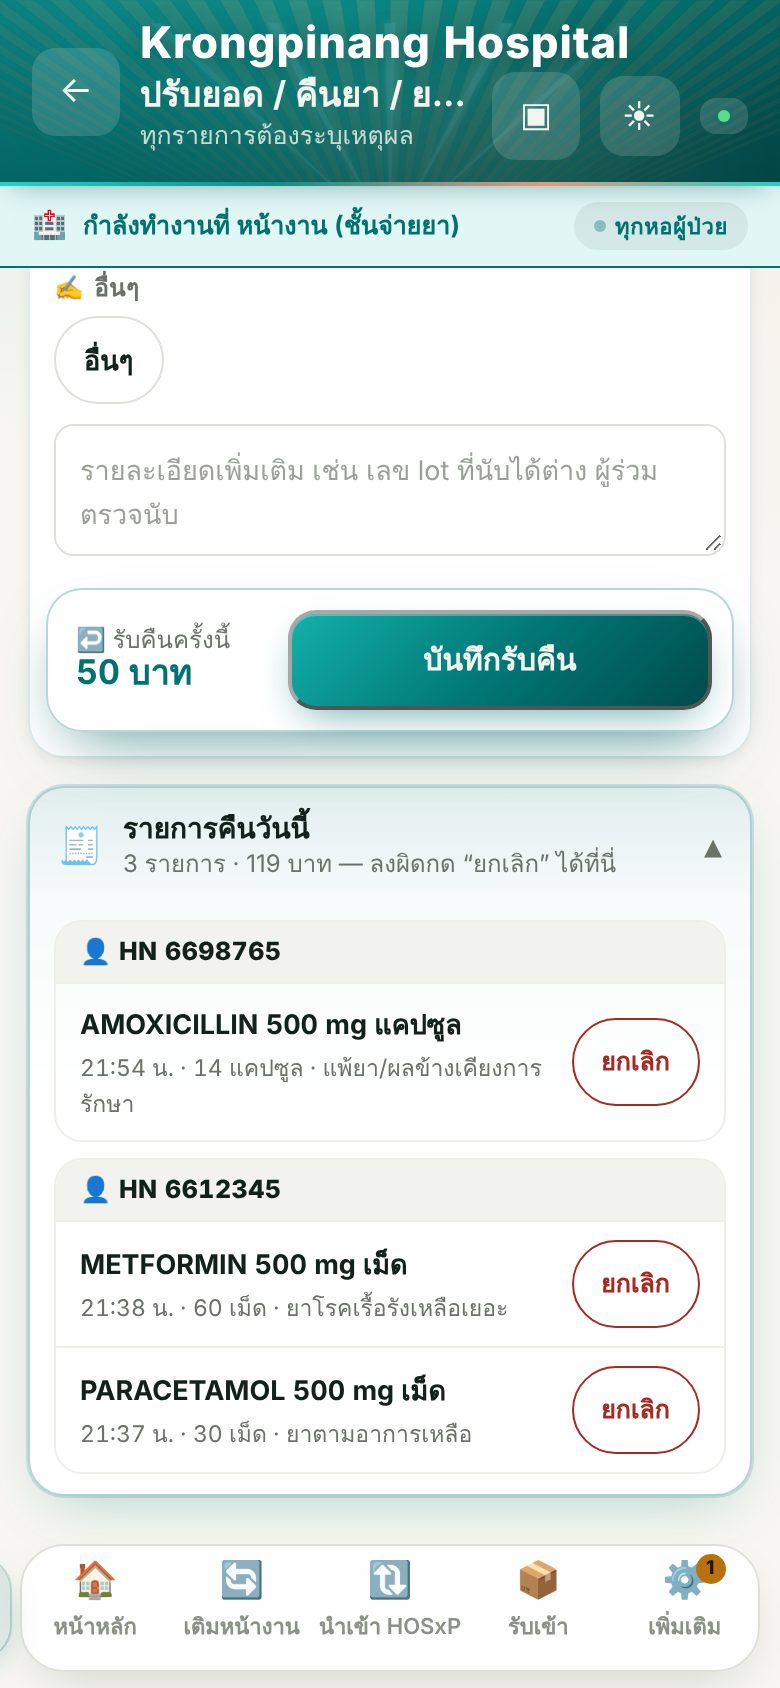 Krongpinang Hospital
ปรับยอด / คืนยา / ย...
ทุกรายการต้องระบุเหตุผล
กำลังทำงานที่ หน้างาน (ชั้นจ่ายยา)
ทุกหอผู้ป่วย
อื่นๆ
อื่นๆ
รายละเอียดเพิ่มเติม เช่น เลข lot ที่นับได้ต่าง ผู้ร่วม
ตรวจนับ
รับคืนครั้งนี้
50 บาท
บันทึกรับคืน
รายการคืนวันนี้
3 รายการ · 119 บาท — ลงผิดกด “ยกเลิก” ได้ที่นี่
HN 6698765
AMOXICILLIN 500 mg แคปซูล
21:54 น. · 14 แคปซูล · แพ้ยา/ผลข้างเคียงการ
รักษา
ยกเลิก
HN 6612345
METFORMIN 500 mg เม็ด
21:38 น. · 60 เม็ด · ยาโรคเรื้อรังเหลือเยอะ
ยกเลิก
PARACETAMOL 500 mg เม็ด
21:37 น. · 30 เม็ด · ยาตามอาการเหลือ
ยกเลิก
หน้าหลัก
เติมหน้างาน
นำเข้า HOSxP
รับเข้า
1
เพิ่มเติม